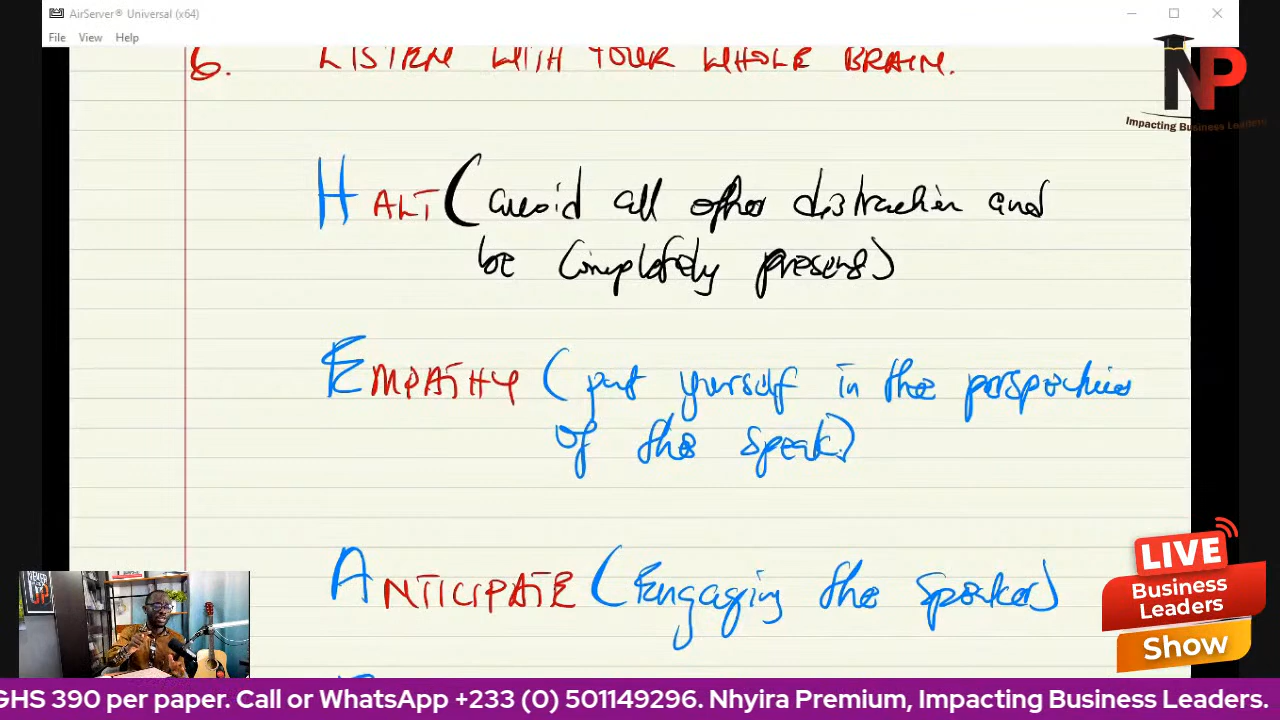 AirServer® Universal (x64)
File View Help
NP
Impacting Business Leaders
6. LISTEN WITH YOUR WHOLE BRAIN.
HALT (avoid all other distraction and
be completely present)
EMPATHY (put yourself in the perspective
of the speak)
ANTICIPATE (Engaging the speaker)
LIVE
Business
Leaders
Show
GHS 390 per paper. Call or WhatsApp +233 (0) 501149296. Nhyira Premium, Impacting Business Leaders.